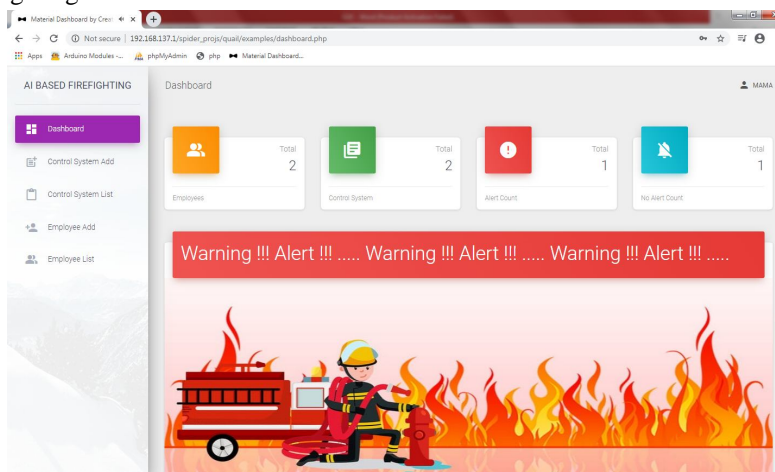 Material Dashboard by Creati
Not secure | 192.168.137.1/spider_projs/quail/examples/dashboard.php
Apps Arduino Modules -... phpMyAdmin php Material Dashboard...
AI BASED FIREFIGHTING
Dashboard
MAMA
Dashboard
Control System Add
Control System List
Employee Add
Employee List
Total
2
Employees
Total
2
Control System
Total
1
Alert Count
Total
1
No Alert Count
Warning !!! Alert !!! ..... Warning !!! Alert !!! ..... Warning !!! Alert !!! .....